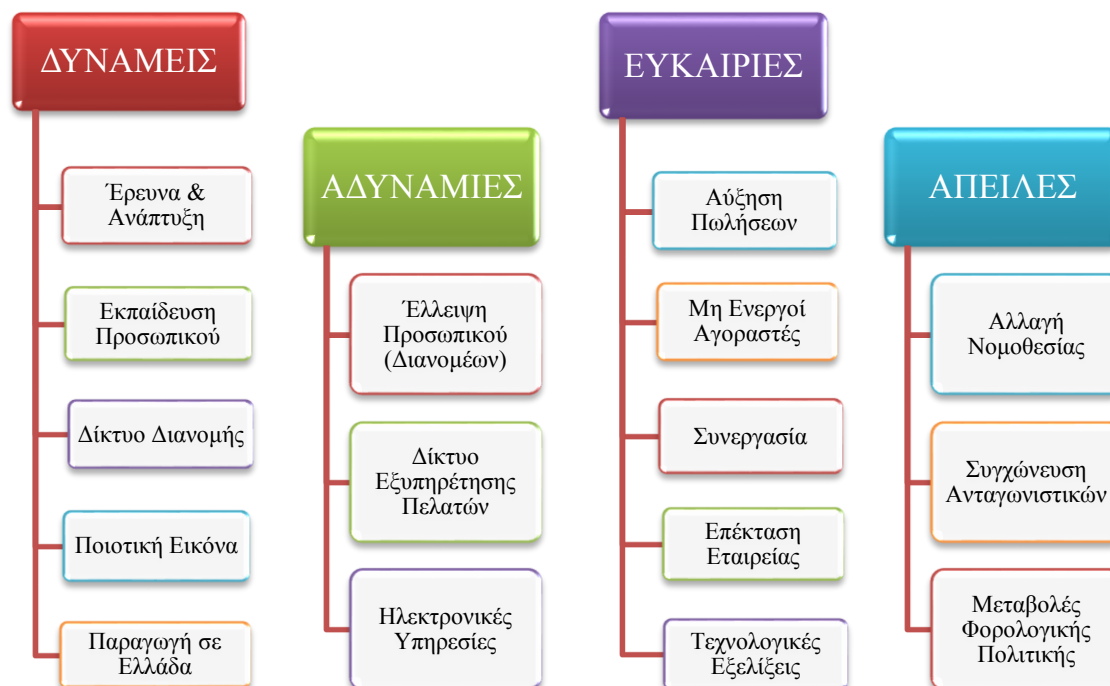 ΔΥΝΑΜΕΙΣ
Έρευνα &
Ανάπτυξη
Εκπαίδευση
Προσωπικού
Δίκτυο Διανομής
Ποιοτική Εικόνα
Παραγωγή σε
Ελλάδα
ΑΔΥΝΑΜΙΕΣ
Έλλειψη
Προσωπικού
(Διανομέων)
Δίκτυο
Εξυπηρέτησης
Πελατών
Ηλεκτρονικές
Υπηρεσίες
ΕΥΚΑΙΡΙΕΣ
Αύξηση
Πωλήσεων
Μη Ενεργοί
Αγοραστές
Συνεργασία
Επέκταση
Εταιρείας
Τεχνολογικές
Εξελίξεις
ΑΠΕΙΛΕΣ
Αλλαγή
Νομοθεσίας
Συγχώνευση
Ανταγωνιστικών
Μεταβολές
Φορολογικής
Πολιτικής